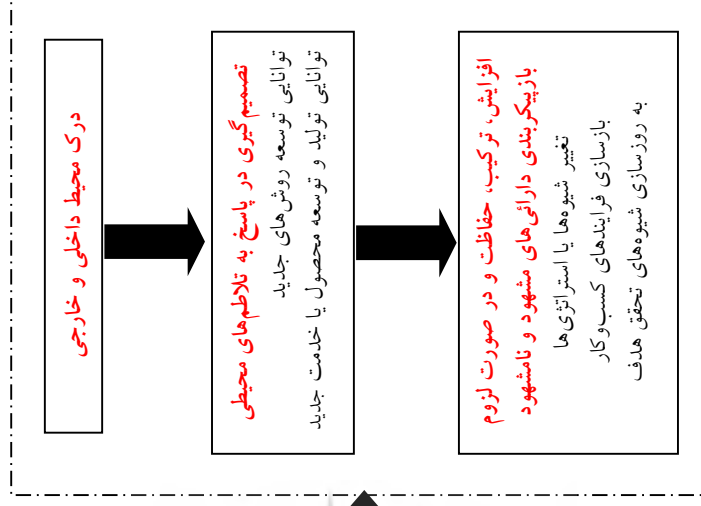 درک محیط داخلی و خارجی
تصمیم گیری در پاسخ به تلاطم‌های محیطی
توانایی توسعه روش‌های جدید
توانایی تولید و توسعه محصول یا خدمت جدید
افزایش، ترکیب، حفاظت و در صورت لزوم
بازپیکربندی دارائی‌های مشهود و نامشهود
تغییر شیوه‌ها یا استراتژی‌ها
بازسازی فرایندهای کسب‌وکار
به روزسازی شیوه‌های تحقق هدف